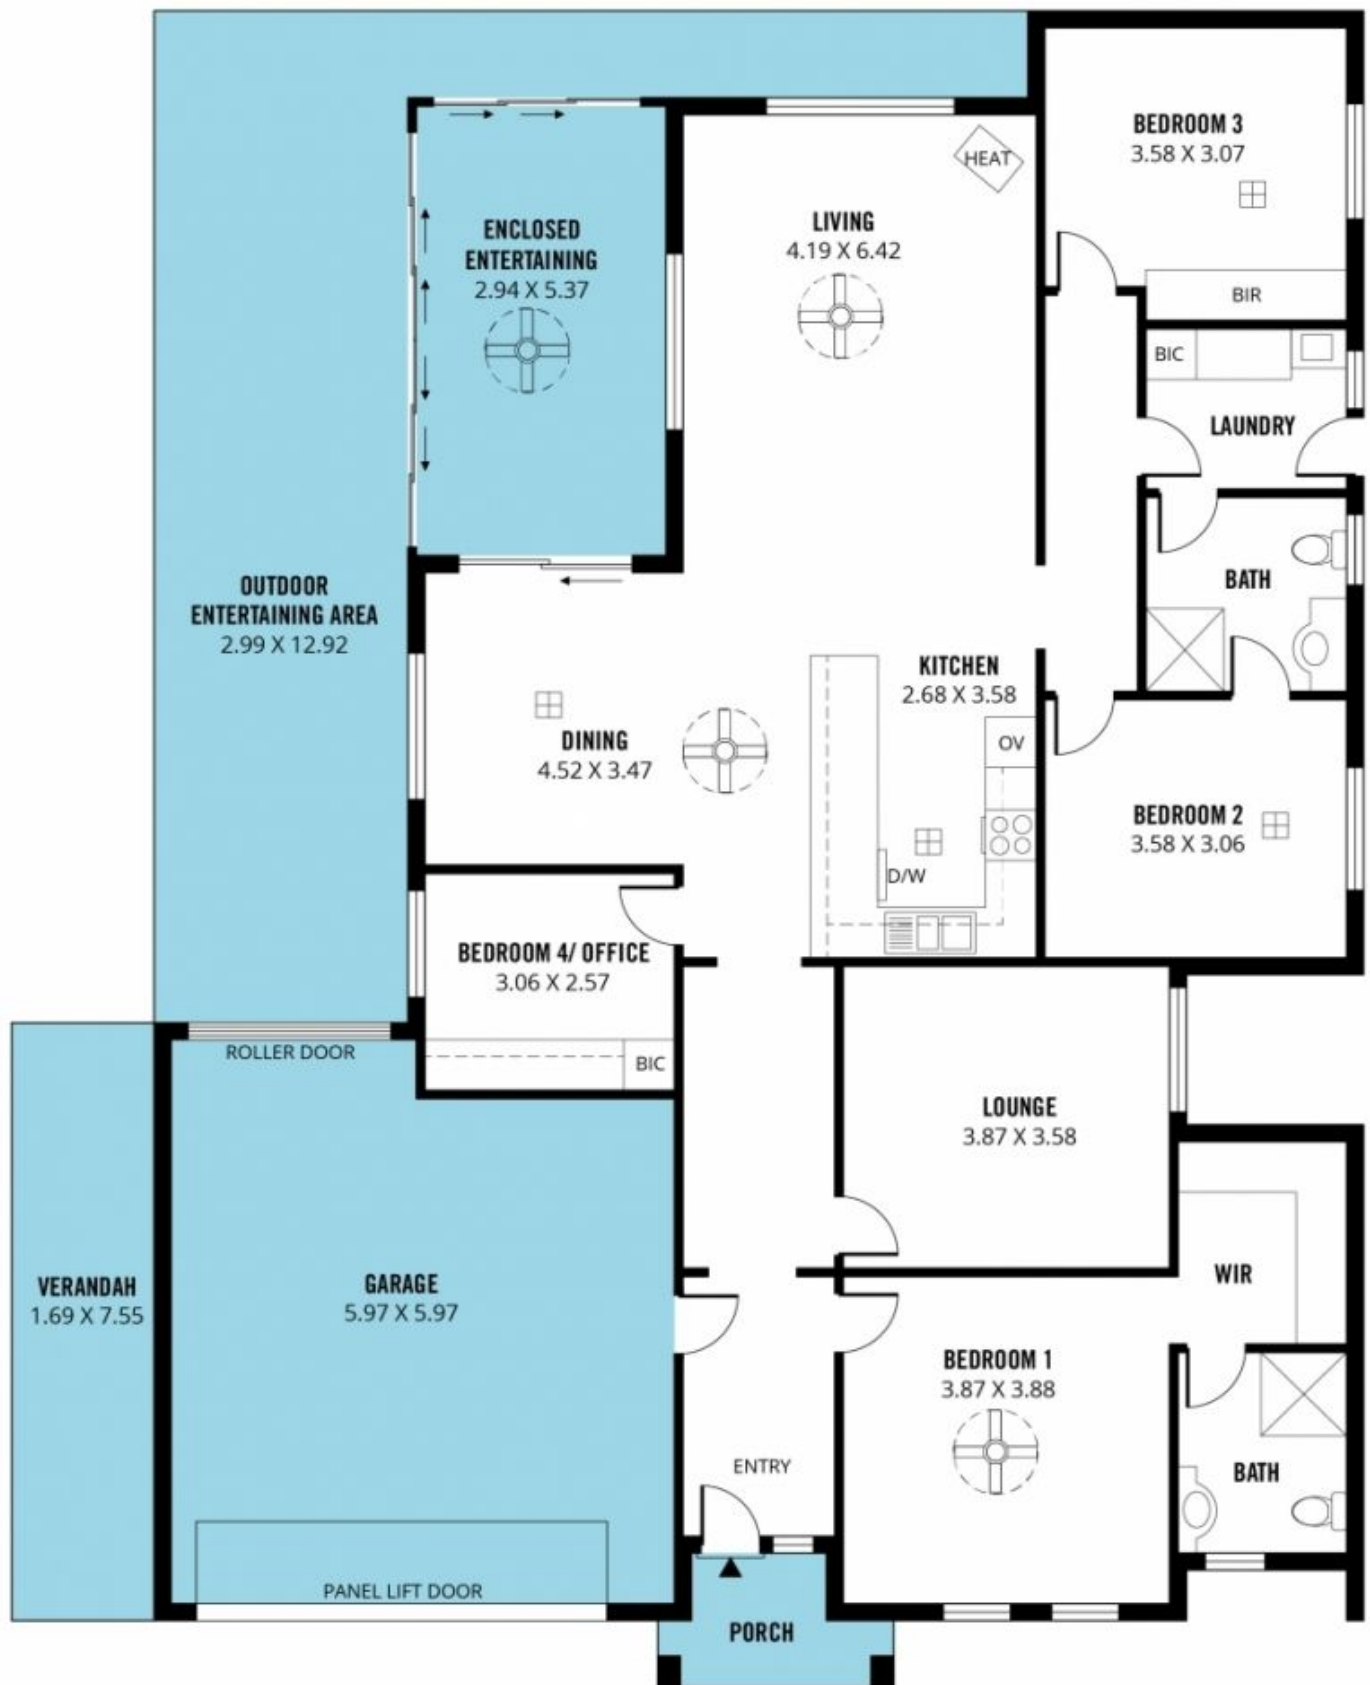 BEDROOM 3
3.58 X 3.07
BIR
HEAT
LIVING
4.19 X 6.42
ENCLOSED
ENTERTAINING
2.94 X 5.37
BIC
LAUNDRY
BATH
OUTDOOR
ENTERTAINING AREA
2.99 X 12.92
KITCHEN
2.68 X 3.58
OV
D/W
DINING
4.52 X 3.47
BEDROOM 2
3.58 X 3.06
BEDROOM 4/ OFFICE
3.06 X 2.57
BIC
ROLLER DOOR
LOUNGE
3.87 X 3.58
VERANDAH
1.69 X 7.55
GARAGE
5.97 X 5.97
WIR
BEDROOM 1
3.87 X 3.88
ENTRY
BATH
PANEL LIFT DOOR
PORCH